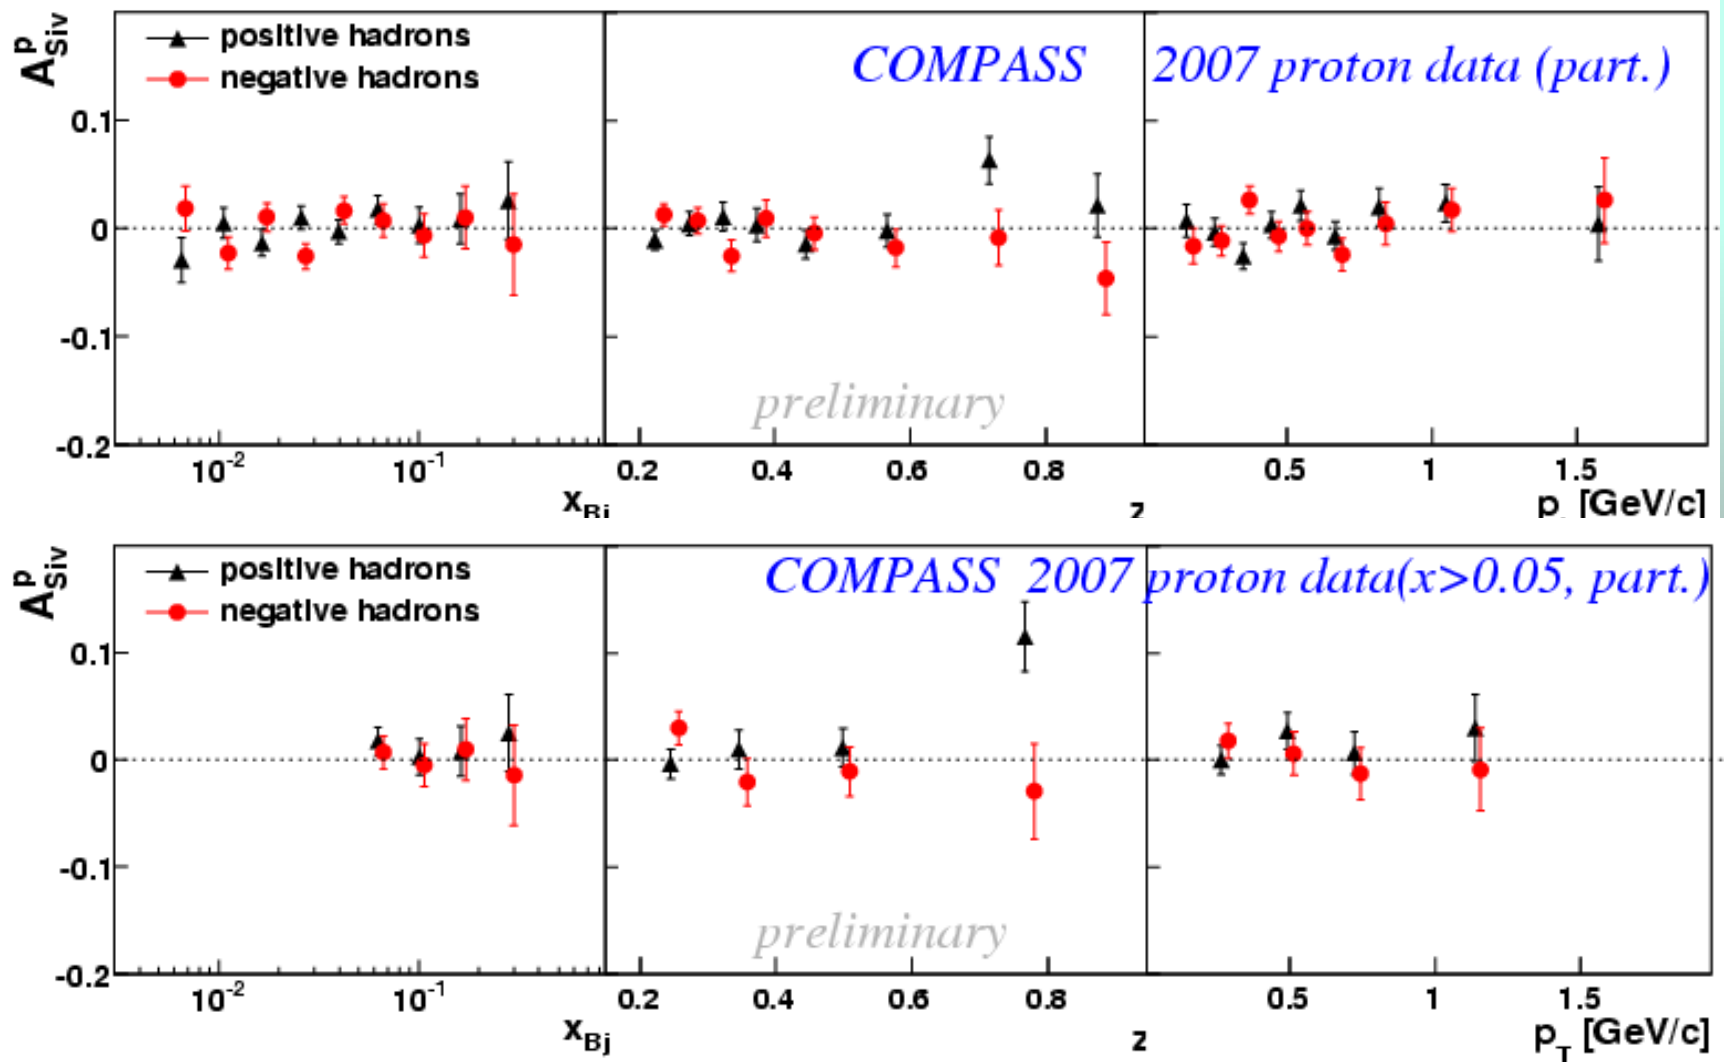 A^p_Siv
positive hadrons
negative hadrons
COMPASS 2007 proton data (part.)
0.1
0
-0.1
-0.2
preliminary
10^-2 10^-1 0.2 0.4 0.6 0.8 0.5 1 1.5
x_Bj z p [GeV/c]
A^p_Siv
positive hadrons
negative hadrons
COMPASS 2007 proton data(x>0.05, part.)
0.1
0
-0.1
-0.2
preliminary
10^-2 10^-1 0.2 0.4 0.6 0.8 0.5 1 1.5
x_Bj z p_T [GeV/c]